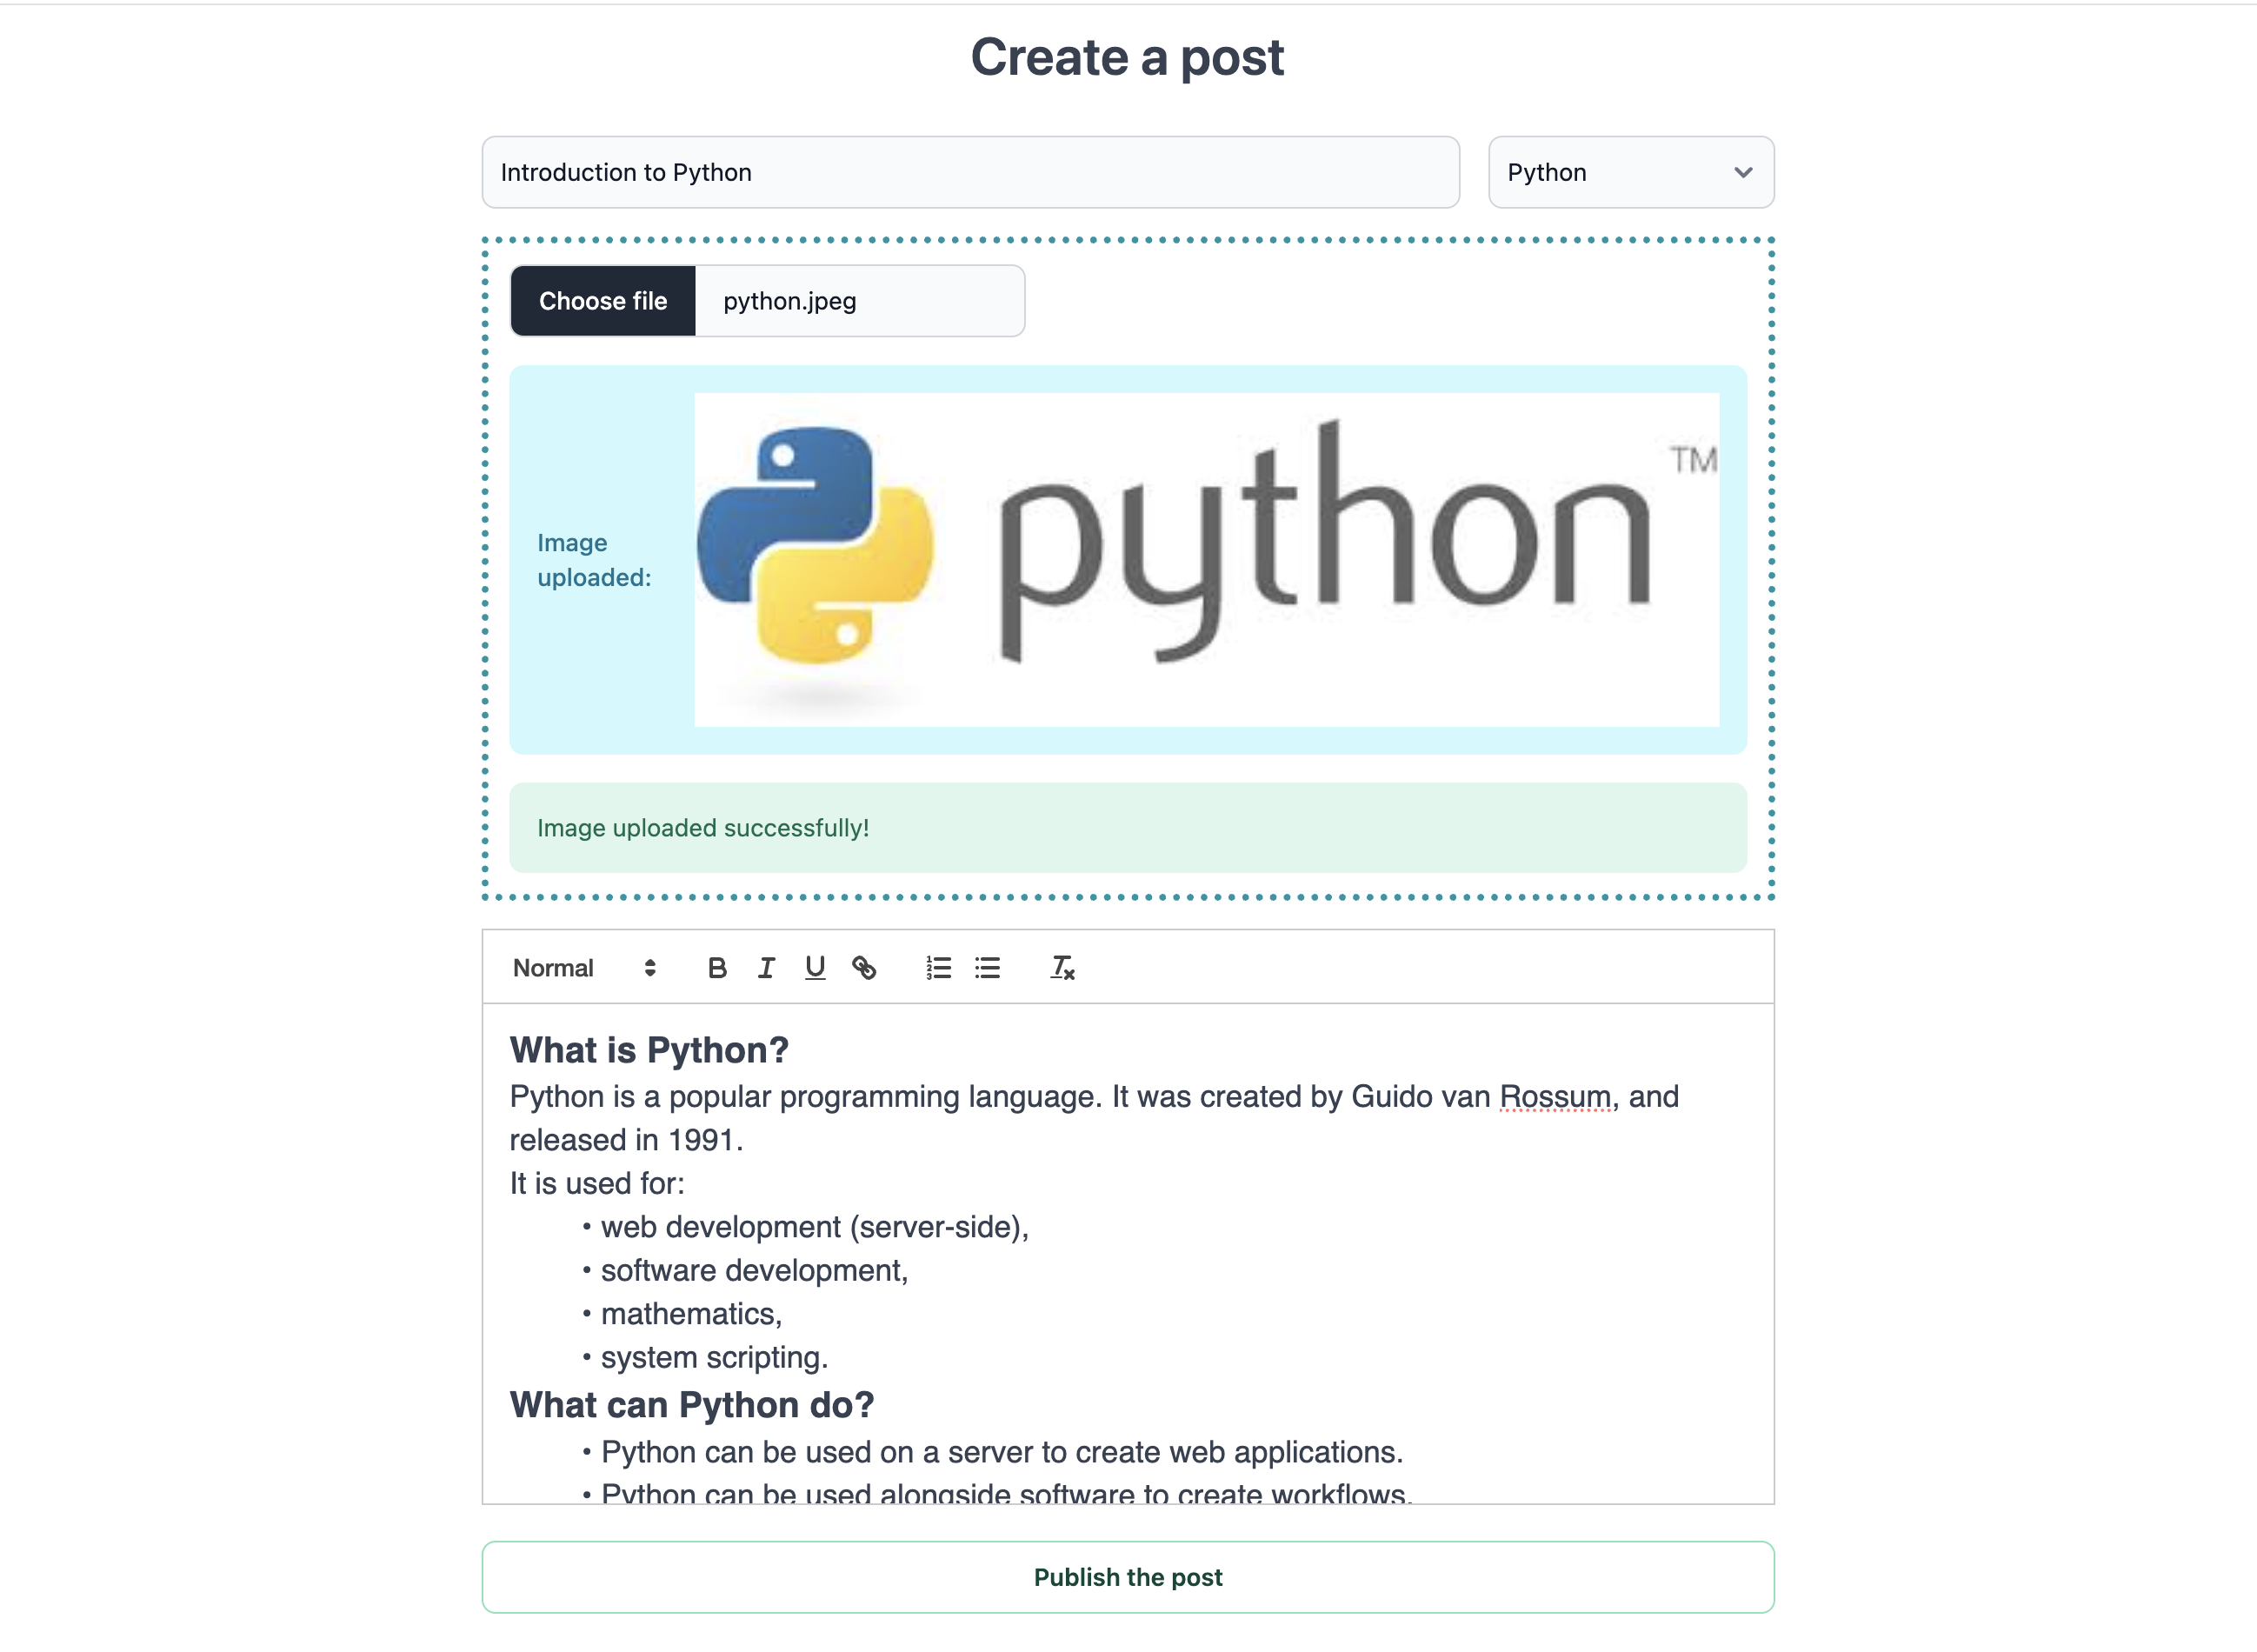 Create a post
Introduction to Python
Python
Choose file
python.jpeg
Image
uploaded:
python
TM
Image uploaded successfully!
Normal
B I U
What is Python?
Python is a popular programming language. It was created by Guido van Rossum, and
released in 1991.
It is used for:
• web development (server-side),
• software development,
• mathematics,
• system scripting.
What can Python do?
• Python can be used on a server to create web applications.
• Python can be used alongside software to create workflows.
Publish the post